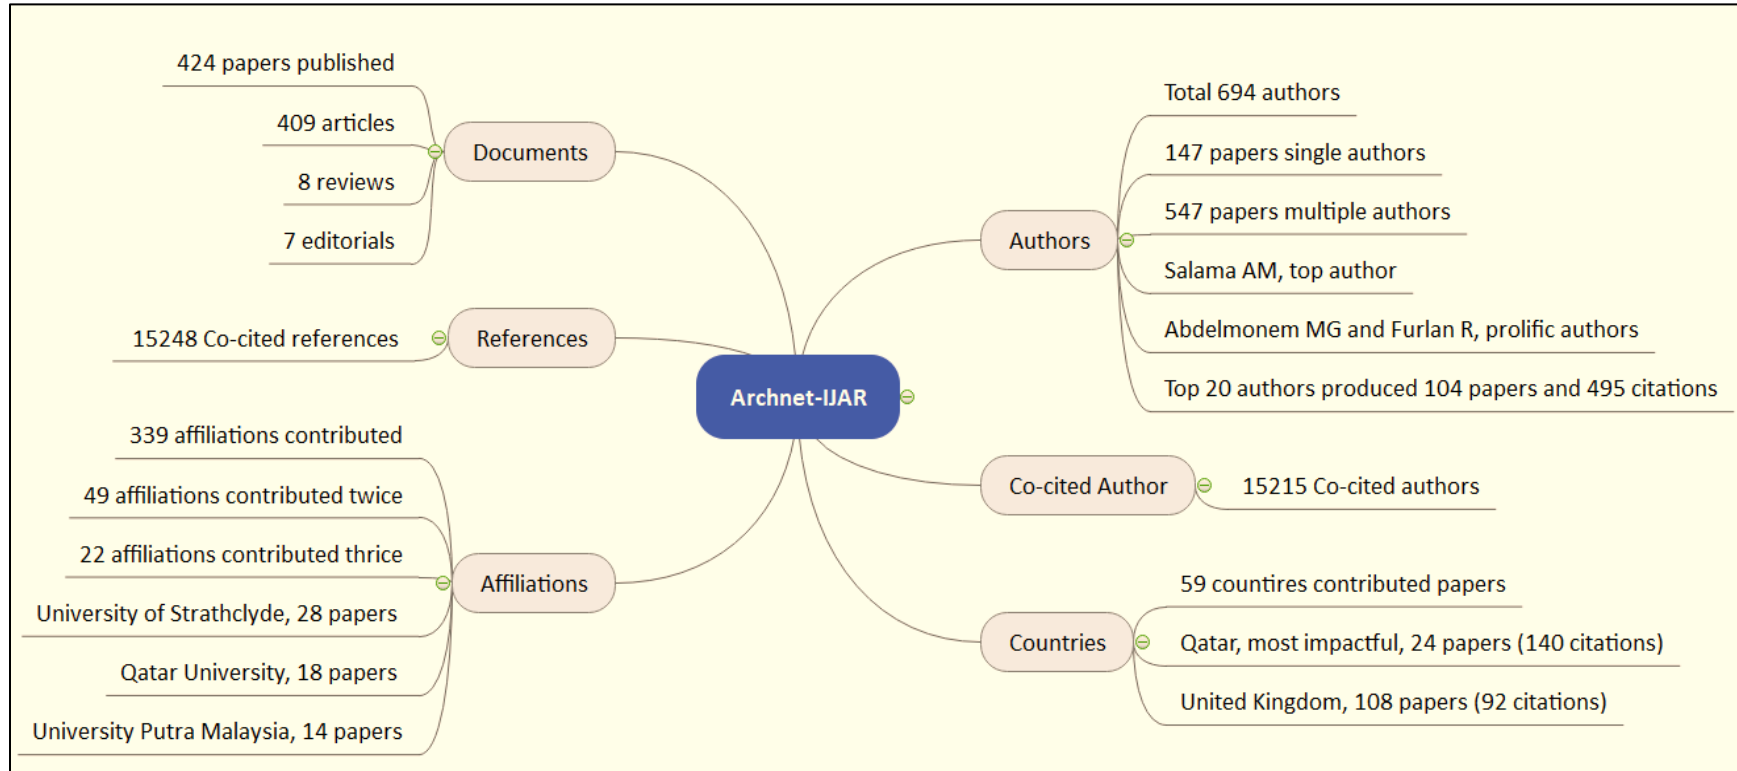 424 papers published
409 articles
8 reviews
7 editorials
Documents
15248 Co-cited references
References
339 affiliations contributed
49 affiliations contributed twice
22 affiliations contributed thrice
University of Strathclyde, 28 papers
Qatar University, 18 papers
University Putra Malaysia, 14 papers
Affiliations
Archnet-IJAR
Authors
Total 694 authors
147 papers single authors
547 papers multiple authors
Salama AM, top author
Abdelmonem MG and Furlan R, prolific authors
Top 20 authors produced 104 papers and 495 citations
Co-cited Author
15215 Co-cited authors
Countries
59 countires contributed papers
Qatar, most impactful, 24 papers (140 citations)
United Kingdom, 108 papers (92 citations)